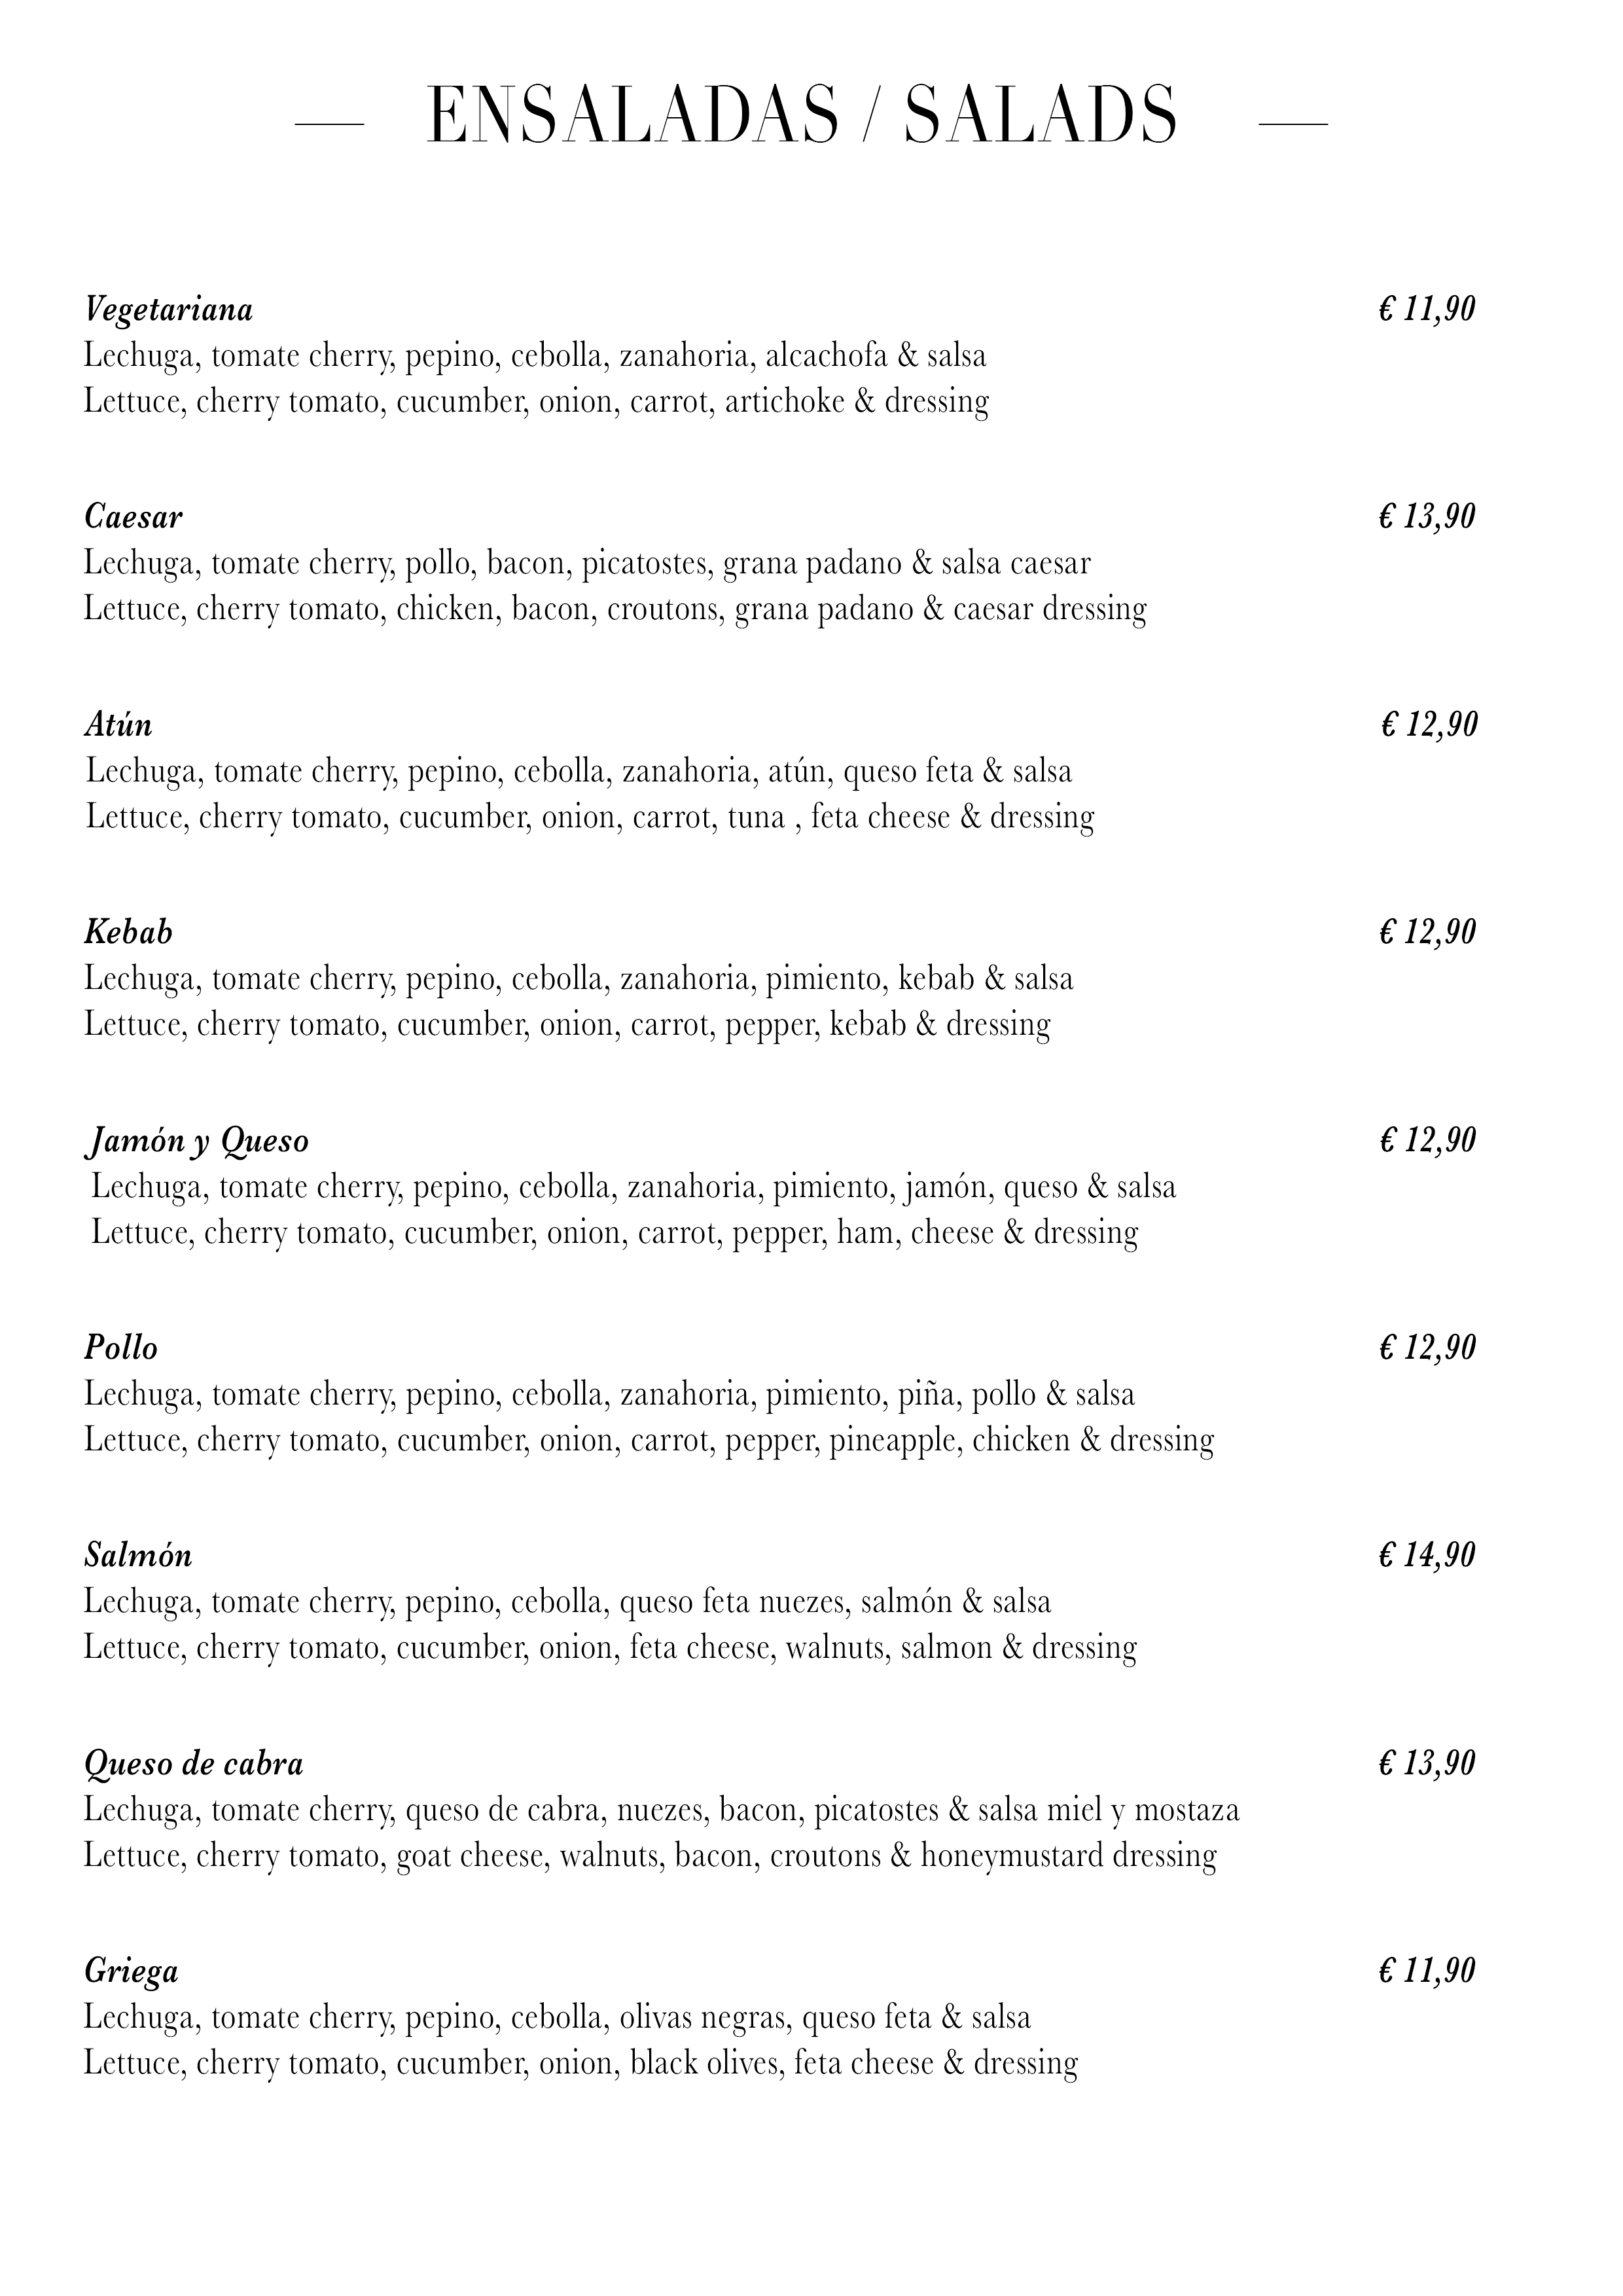 ENSALADAS / SALADS
Vegetariana € 11,90
Lechuga, tomate cherry, pepino, cebolla, zanahoria, alcachofa & salsa
Lettuce, cherry tomato, cucumber, onion, carrot, artichoke & dressing
Caesar € 13,90
Lechuga, tomate cherry, pollo, bacon, picatostes, grana padano & salsa caesar
Lettuce, cherry tomato, chicken, bacon, croutons, grana padano & caesar dressing
Atún € 12,90
Lechuga, tomate cherry, pepino, cebolla, zanahoria, atún, queso feta & salsa
Lettuce, cherry tomato, cucumber, onion, carrot, tuna , feta cheese & dressing
Kebab € 12,90
Lechuga, tomate cherry, pepino, cebolla, zanahoria, pimiento, kebab & salsa
Lettuce, cherry tomato, cucumber, onion, carrot, pepper, kebab & dressing
Jamón y Queso € 12,90
Lechuga, tomate cherry, pepino, cebolla, zanahoria, pimiento, jamón, queso & salsa
Lettuce, cherry tomato, cucumber, onion, carrot, pepper, ham, cheese & dressing
Pollo € 12,90
Lechuga, tomate cherry, pepino, cebolla, zanahoria, pimiento, piña, pollo & salsa
Lettuce, cherry tomato, cucumber, onion, carrot, pepper, pineapple, chicken & dressing
Salmón € 14,90
Lechuga, tomate cherry, pepino, cebolla, queso feta nuezes, salmón & salsa
Lettuce, cherry tomato, cucumber, onion, feta cheese, walnuts, salmon & dressing
Queso de cabra € 13,90
Lechuga, tomate cherry, queso de cabra, nuezes, bacon, picatostes & salsa miel y mostaza
Lettuce, cherry tomato, goat cheese, walnuts, bacon, croutons & honeymustard dressing
Griega € 11,90
Lechuga, tomate cherry, pepino, cebolla, olivas negras, queso feta & salsa
Lettuce, cherry tomato, cucumber, onion, black olives, feta cheese & dressing